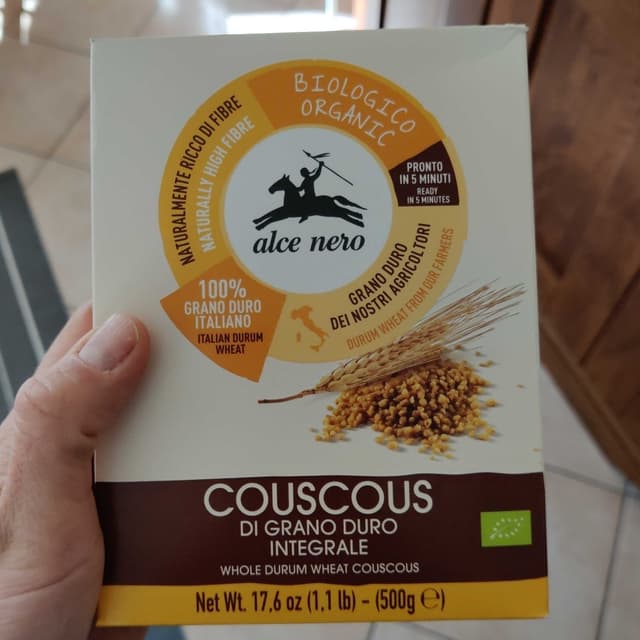 BIOLOGICO
ORGANIC
NATURALMENTE RICCO DI FIBRE
NATURALLY HIGH FIBRE
PRONTO
IN 5 MINUTI
READY
IN 5 MINUTES
alce nero
GRANO DURO
DEI NOSTRI AGRICOLTORI
DURUM WHEAT FROM OUR FARMERS
100%
GRANO DURO
ITALIANO
ITALIAN DURUM
WHEAT
COUSCOUS
DI GRANO DURO
INTEGRALE
WHOLE DURUM WHEAT COUSCOUS
Net Wt. 17,6 oz (1,1 lb) - (500g ℮)